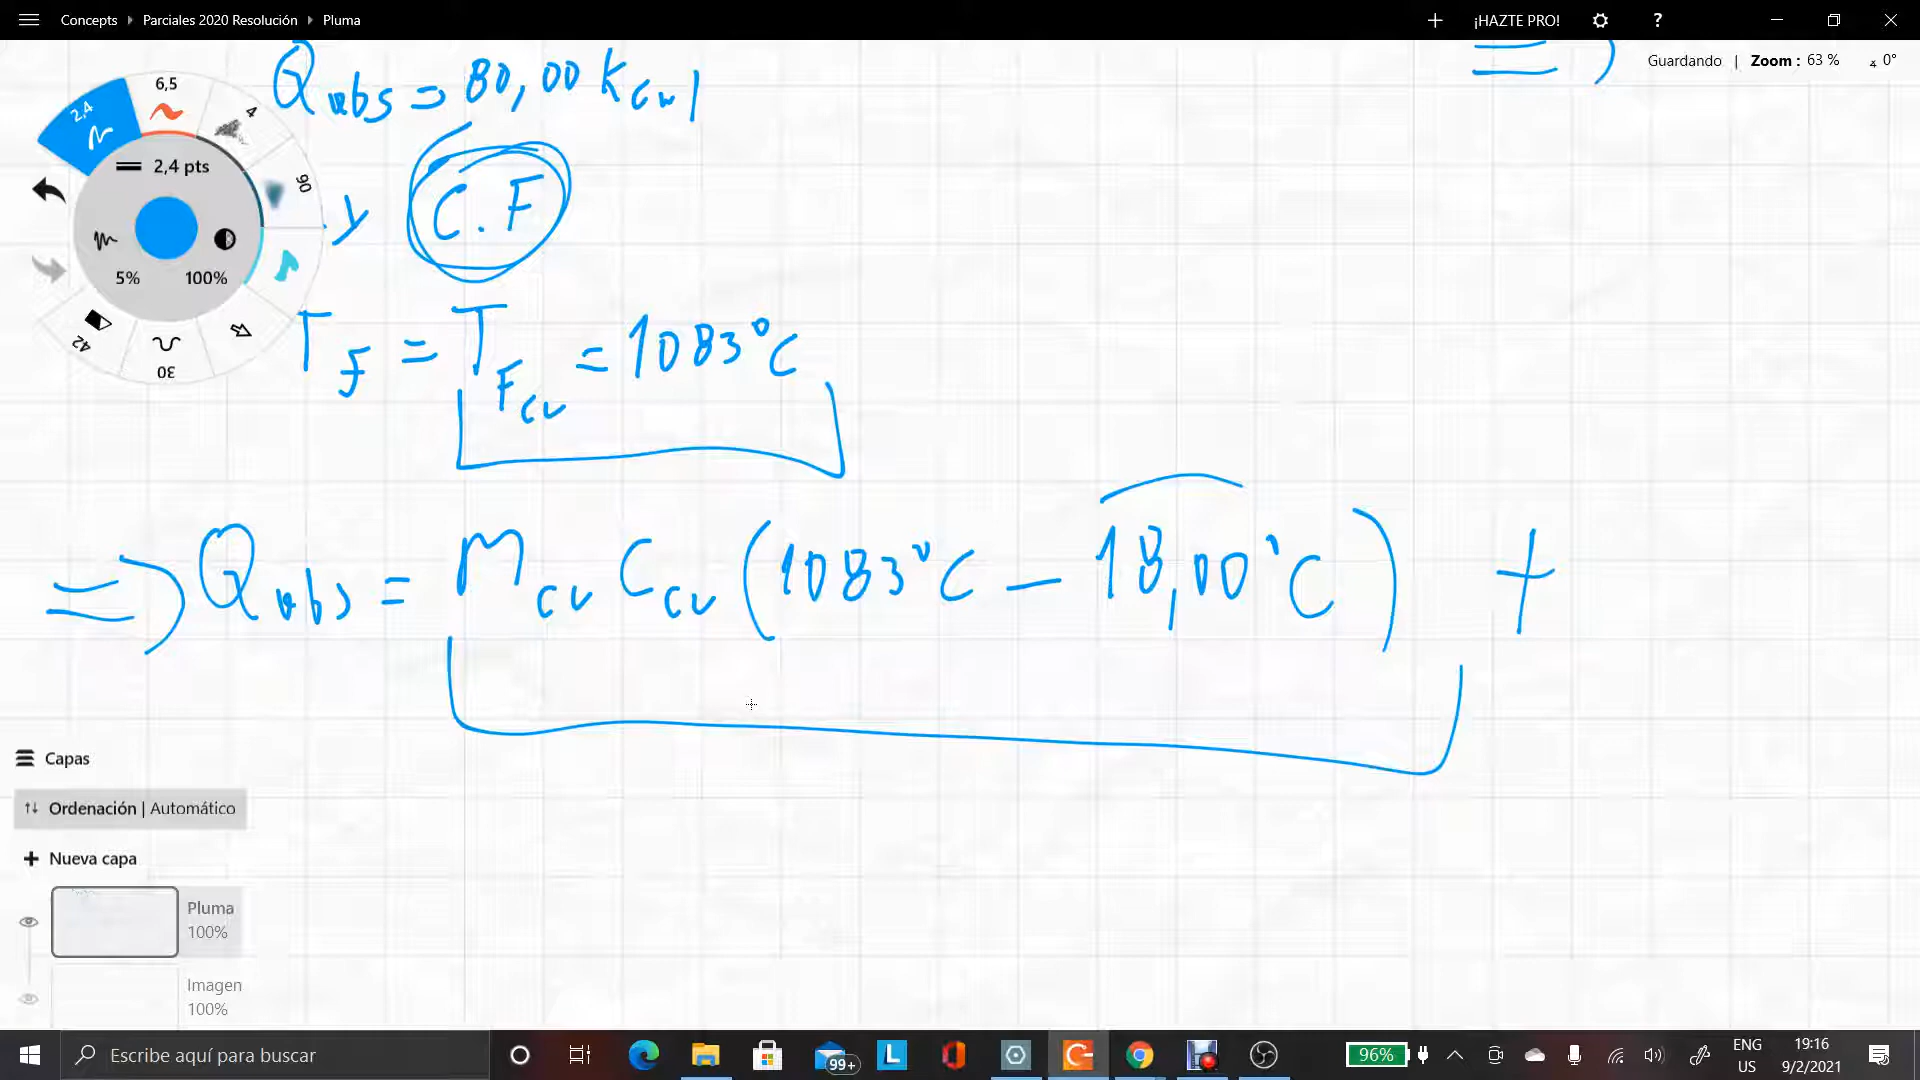 Concepts Parciales 2020 Resolución Pluma ¡HAZTE PRO! ?
Guardando | Zoom : 63 % 0°
6,5
2,4
4
90
2,4 pts
5% 100%
42
30
Qabs = 80,00 Kcal
y C.F
Tf = TFcu = 1083°C
=> Qabs = Mcu Ccu (1083°C - 18,00°C) +
Capas
Ordenación | Automático
Nueva capa
Pluma
100%
Imagen
100%
Escribe aquí para buscar
99+
L
96%
ENG
US
19:16
9/2/2021